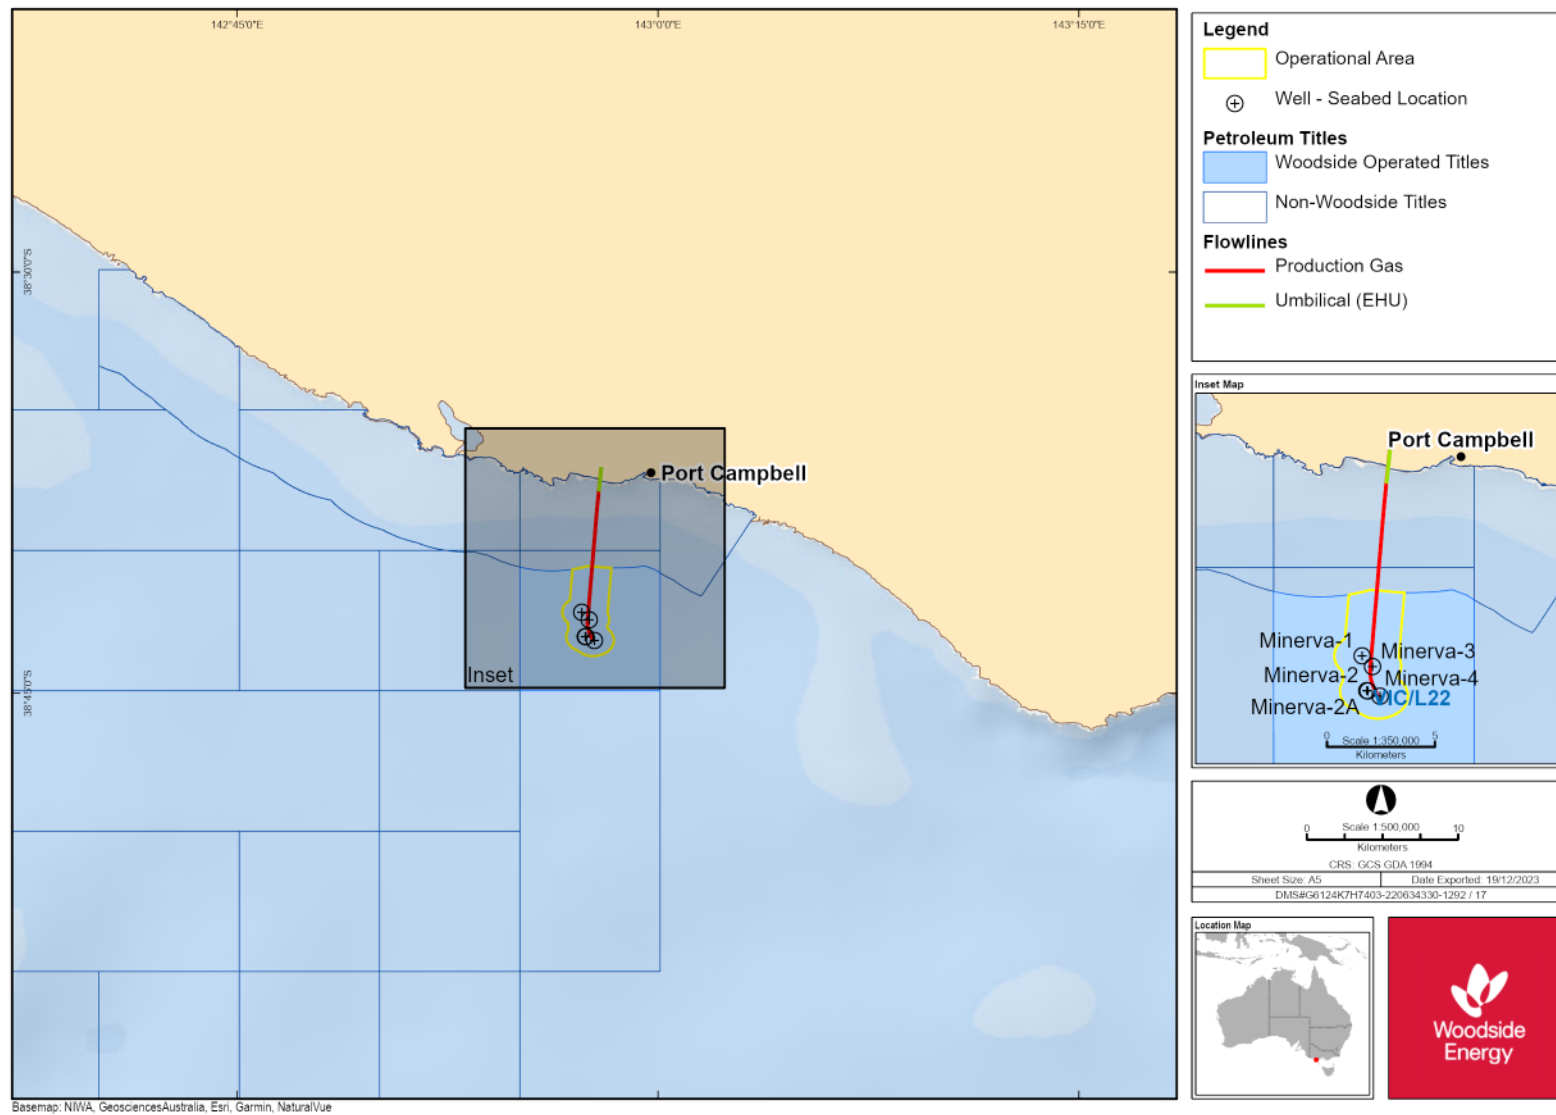 142°45'0"E
143°0'0"E
143°15'0"E
38°30'0"S
38°45'0"S
Port Campbell
Inset
Basemap: NIWA, GeosciencesAustralia, Esri, Garmin, NaturalVue
Legend
Operational Area
Well - Seabed Location
Petroleum Titles
Woodside Operated Titles
Non-Woodside Titles
Flowlines
Production Gas
Umbilical (EHU)
Inset Map
Port Campbell
Minerva-1
Minerva-3
Minerva-2
Minerva-4
VIC/L22
Minerva-2A
0 Scale 1:350,000 5
Kilometers
0 Scale 1:500,000 10
Kilometers
CRS: GCS GDA 1994
Sheet Size: A5 Date Exported: 19/12/2023
DMS#G6124K7H7403-220634330-1292 / 17
Location Map
Woodside
Energy